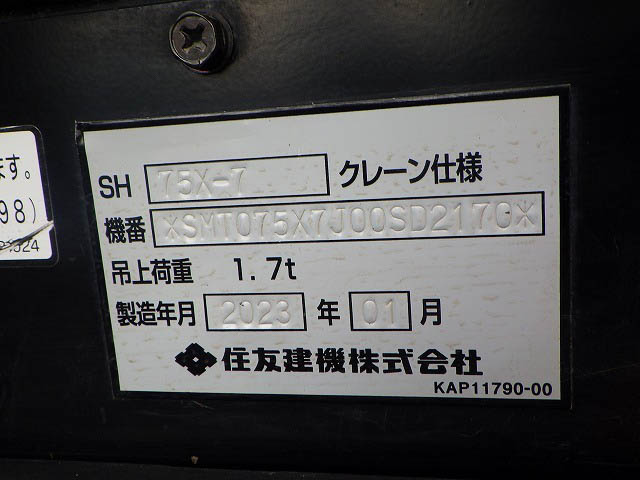 ます。
98)
SH 75X-7 クレーン仕様
機番 *SMT075X7J00SD2170*
吊上荷重 1.7t
製造年月 2023 年 01 月
住友建機株式会社
KAP11790-00